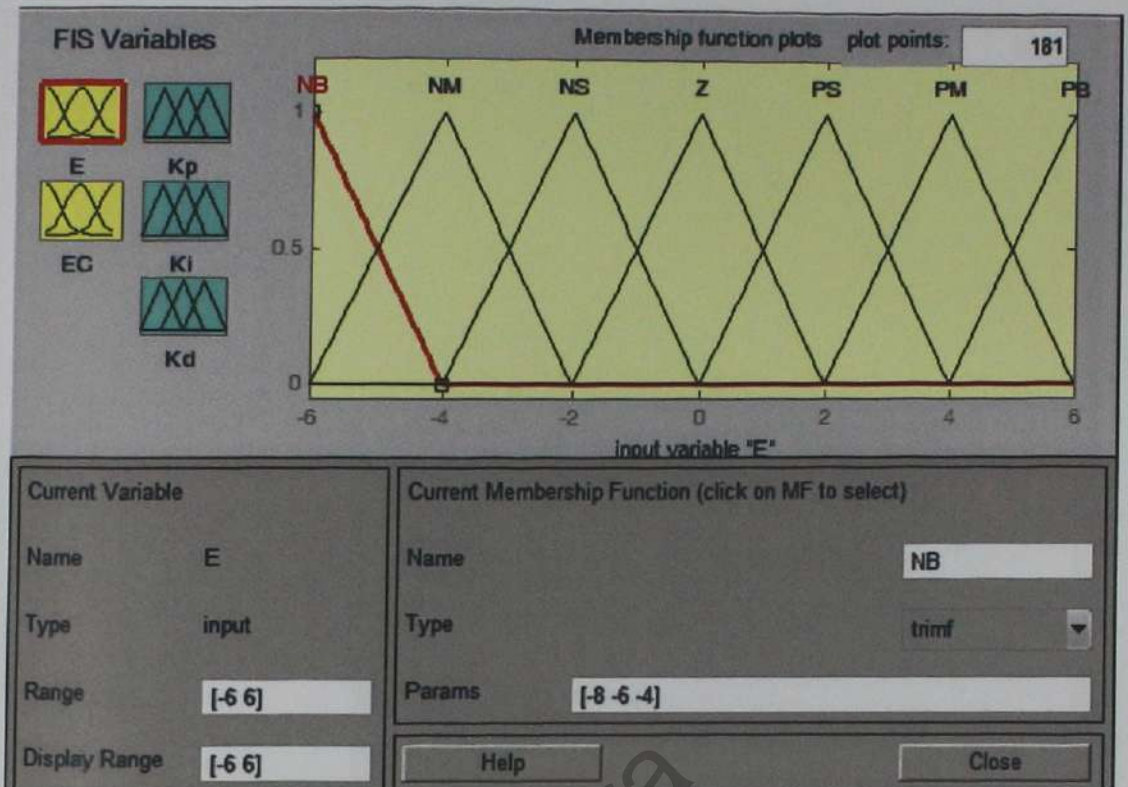 FIS Variables
Membership function plots plot points: 181
NB NM NS Z PS PM PB
E Kp
EC Ki
Kd
1
0.5
0
-6 -4 -2 0 2 4 6
input variable "E"
Current Variable
Name E
Type input
Range [-6 6]
Display Range [-6 6]
Current Membership Function (click on MF to select)
Name NB
Type trimf
Params [-8 -6 -4]
Help Close